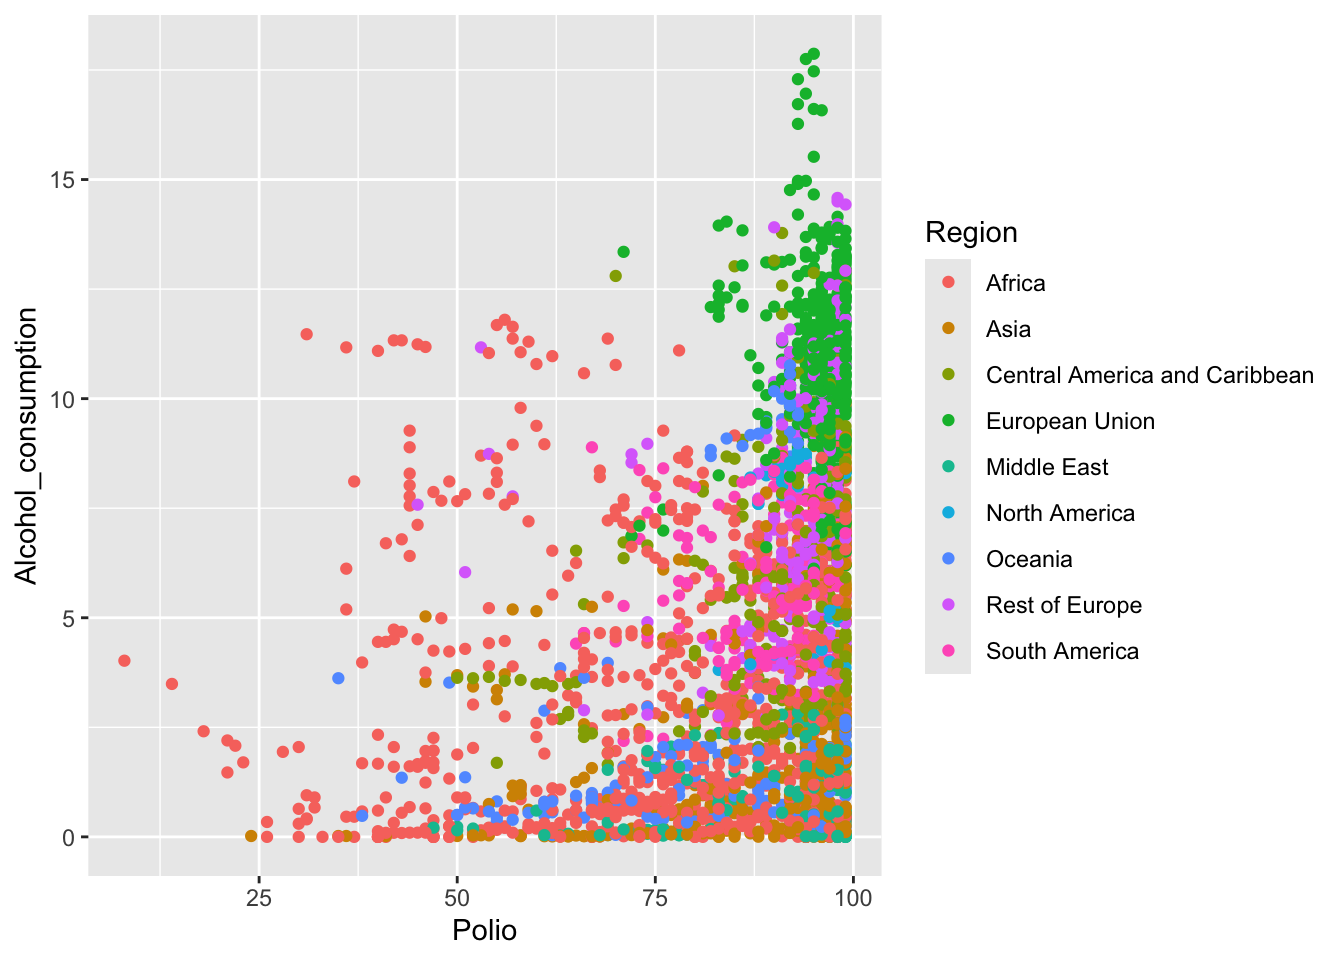 Alcohol_consumption
15
10
5
0
25 50 75 100
Polio
Region
Africa
Asia
Central America and Caribbean
European Union
Middle East
North America
Oceania
Rest of Europe
South America